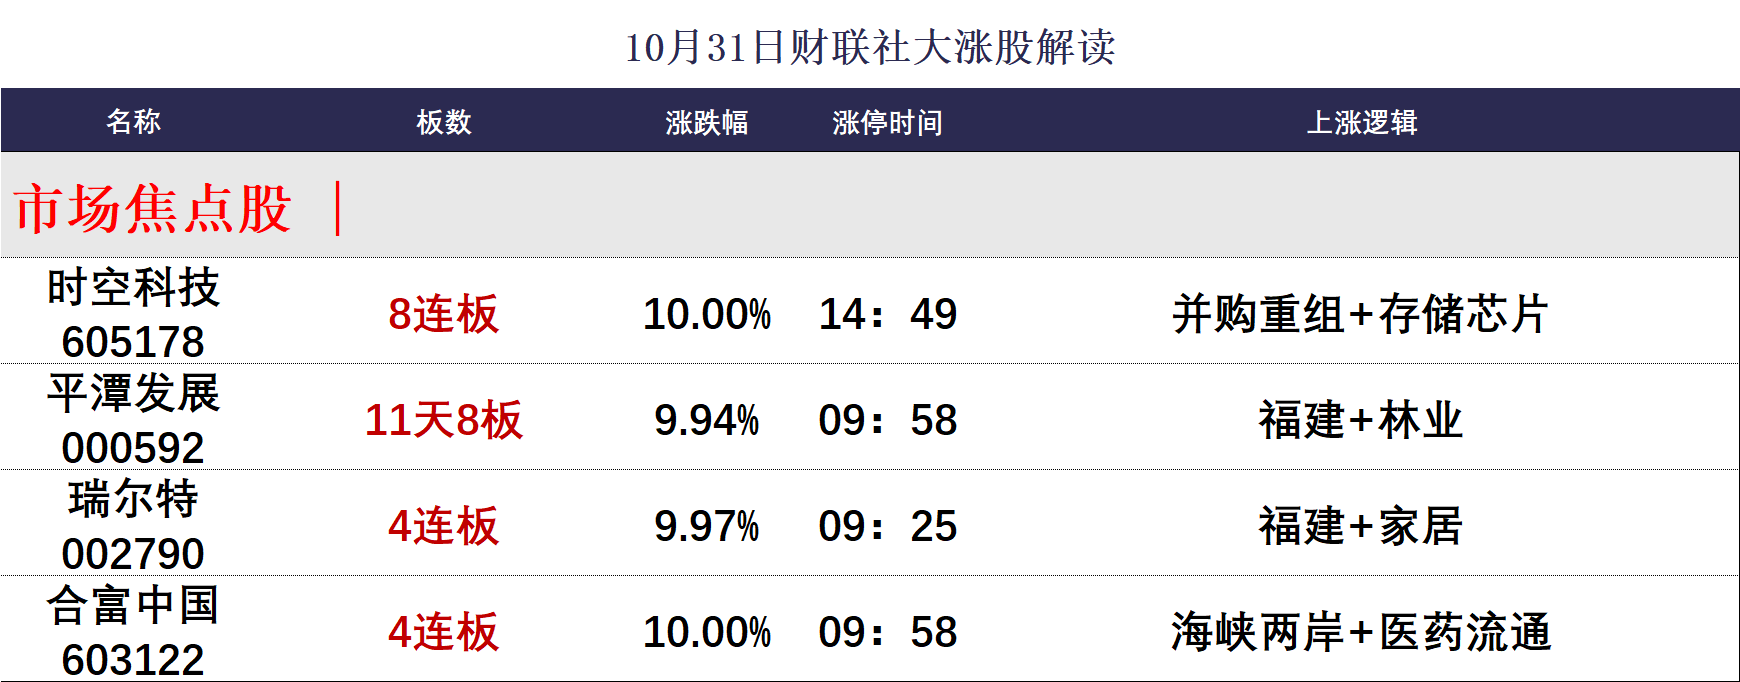 10月31日财联社大涨股解读
名称 板数 涨跌幅 涨停时间 上涨逻辑
市场焦点股 |
时空科技
605178 8连板 10.00% 14：49 并购重组+存储芯片
平潭发展
000592 11天8板 9.94% 09：58 福建+林业
瑞尔特
002790 4连板 9.97% 09：25 福建+家居
合富中国
603122 4连板 10.00% 09：58 海峡两岸+医药流通